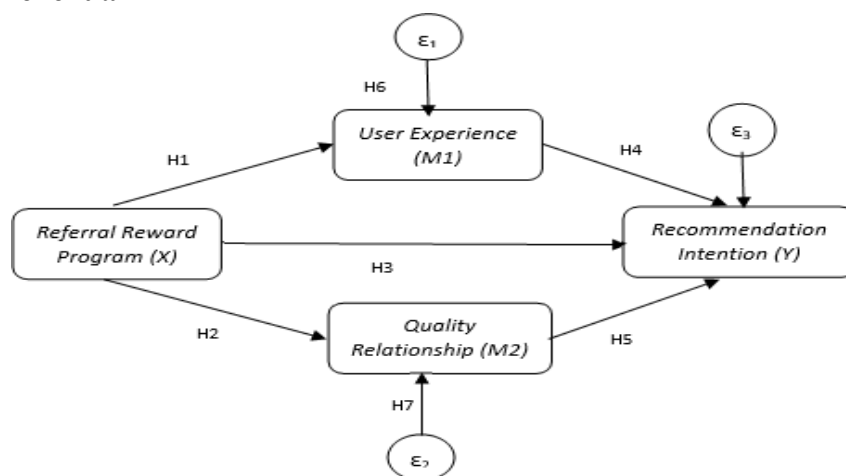 ε₁
H6
User Experience
(M1)
ε₃
H1
H4
Referral Reward
Program (X)
Recommendation
Intention (Y)
H3
H2
Quality
Relationship (M2)
H5
H7
ε₂